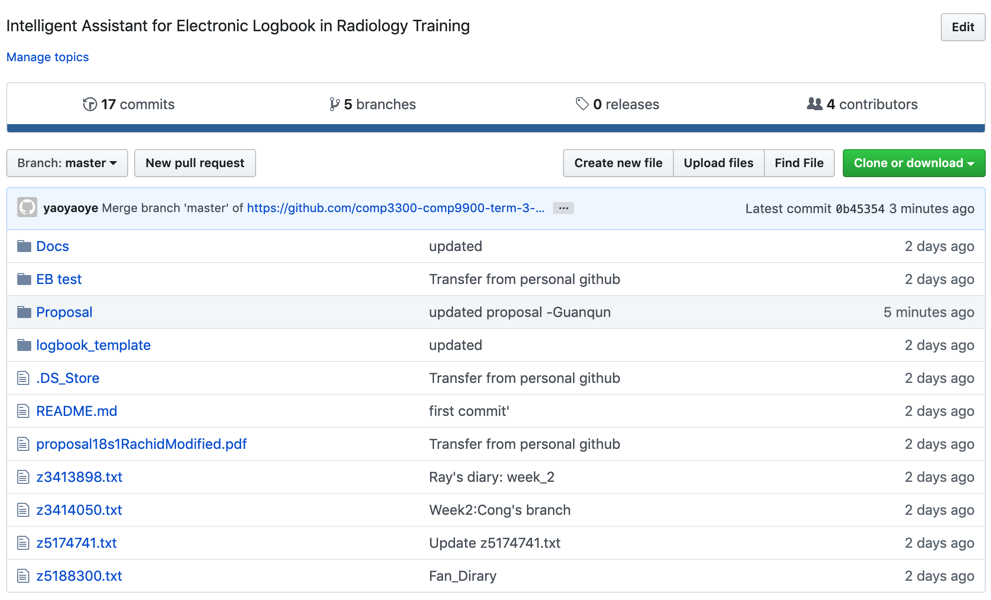 Intelligent Assistant for Electronic Logbook in Radiology Training
Edit
Manage topics
17 commits 5 branches 0 releases 4 contributors
Branch: master New pull request Create new file Upload files Find File Clone or download
yaoyaoye Merge branch 'master' of https://github.com/comp3300-comp9900-term-3-... ... Latest commit 0b45354 3 minutes ago
Docs updated 2 days ago
EB test Transfer from personal github 2 days ago
Proposal updated proposal -Guanqun 5 minutes ago
logbook_template updated 2 days ago
.DS_Store Transfer from personal github 2 days ago
README.md first commit' 2 days ago
proposal18s1RachidModified.pdf Transfer from personal github 2 days ago
z3413898.txt Ray's diary: week_2 2 days ago
z3414050.txt Week2:Cong's branch 2 days ago
z5174741.txt Update z5174741.txt 2 days ago
z5188300.txt Fan_Dirary 2 days ago